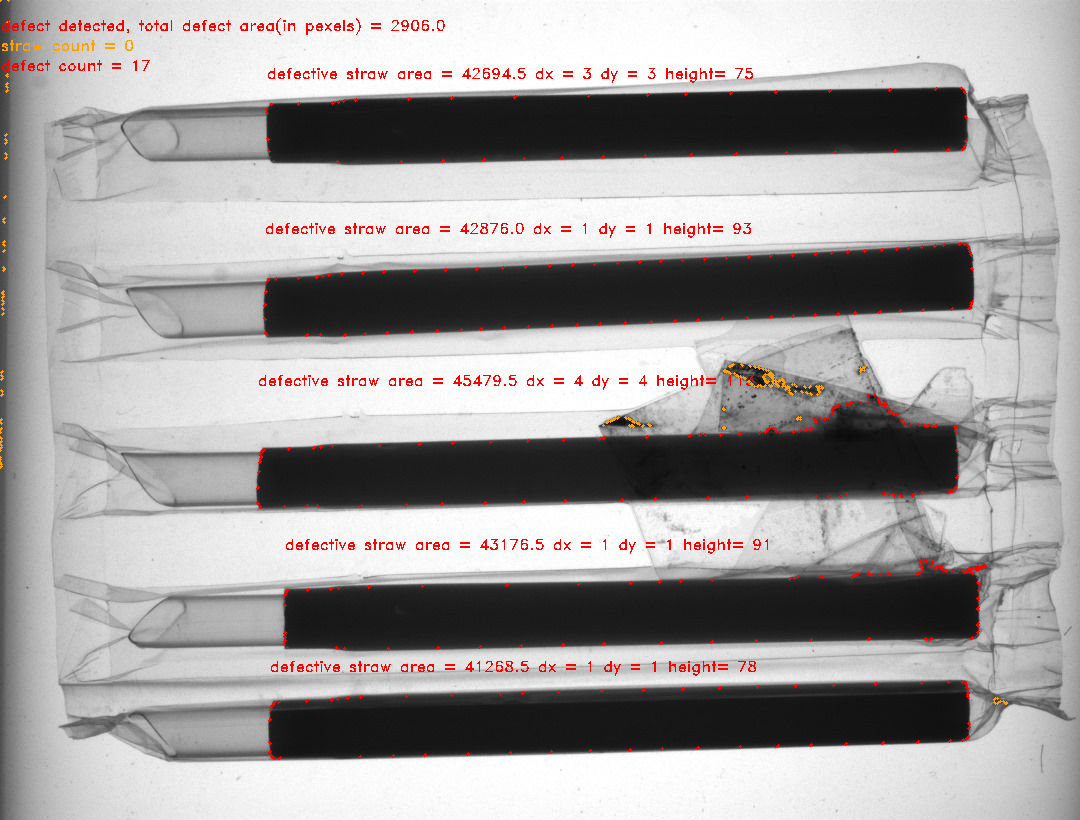 defect detected, total defect area(in pexels) = 2906.0
straw count = 0
defect count = 17
defective straw area = 42694.5 dx = 3 dy = 3 height= 75
defective straw area = 42876.0 dx = 1 dy = 1 height= 93
defective straw area = 45479.5 dx = 4 dy = 4 height= 112
defective straw area = 43176.5 dx = 1 dy = 1 height= 91
defective straw area = 41268.5 dx = 1 dy = 1 height= 78